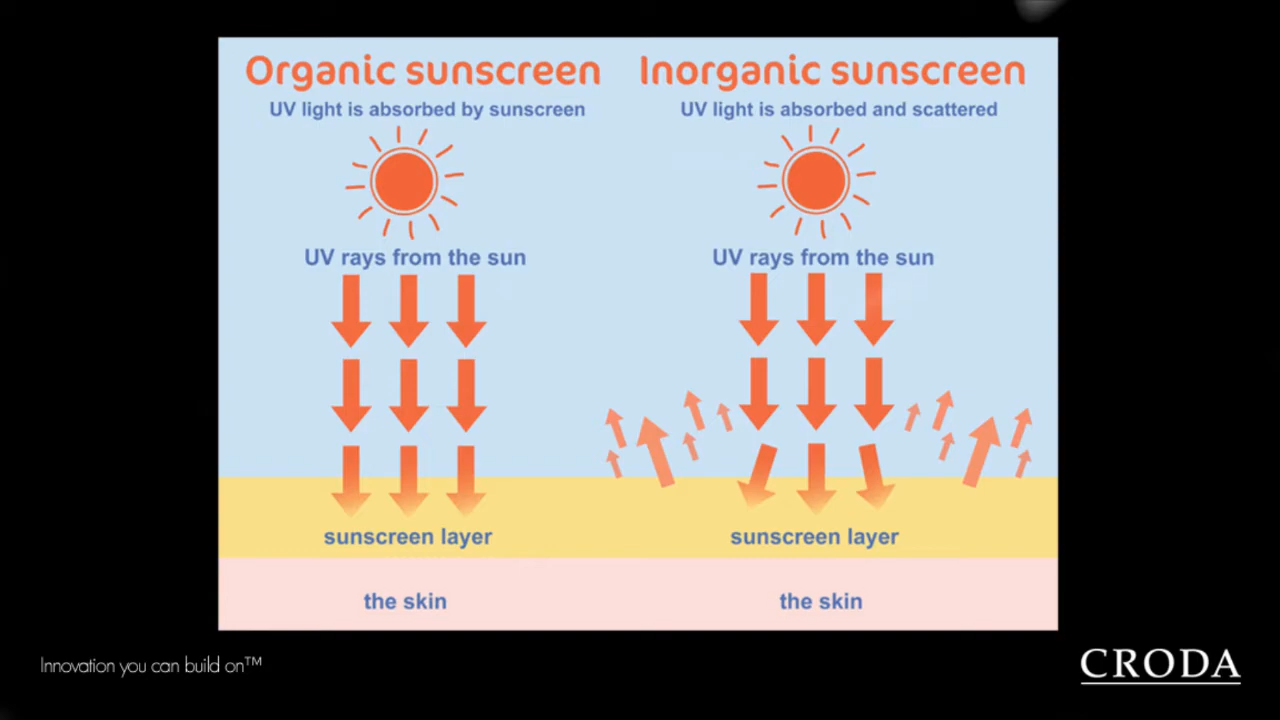 Organic sunscreen
UV light is absorbed by sunscreen
UV rays from the sun
sunscreen layer
the skin
Inorganic sunscreen
UV light is absorbed and scattered
UV rays from the sun
sunscreen layer
the skin
Innovation you can build on™
CRODA